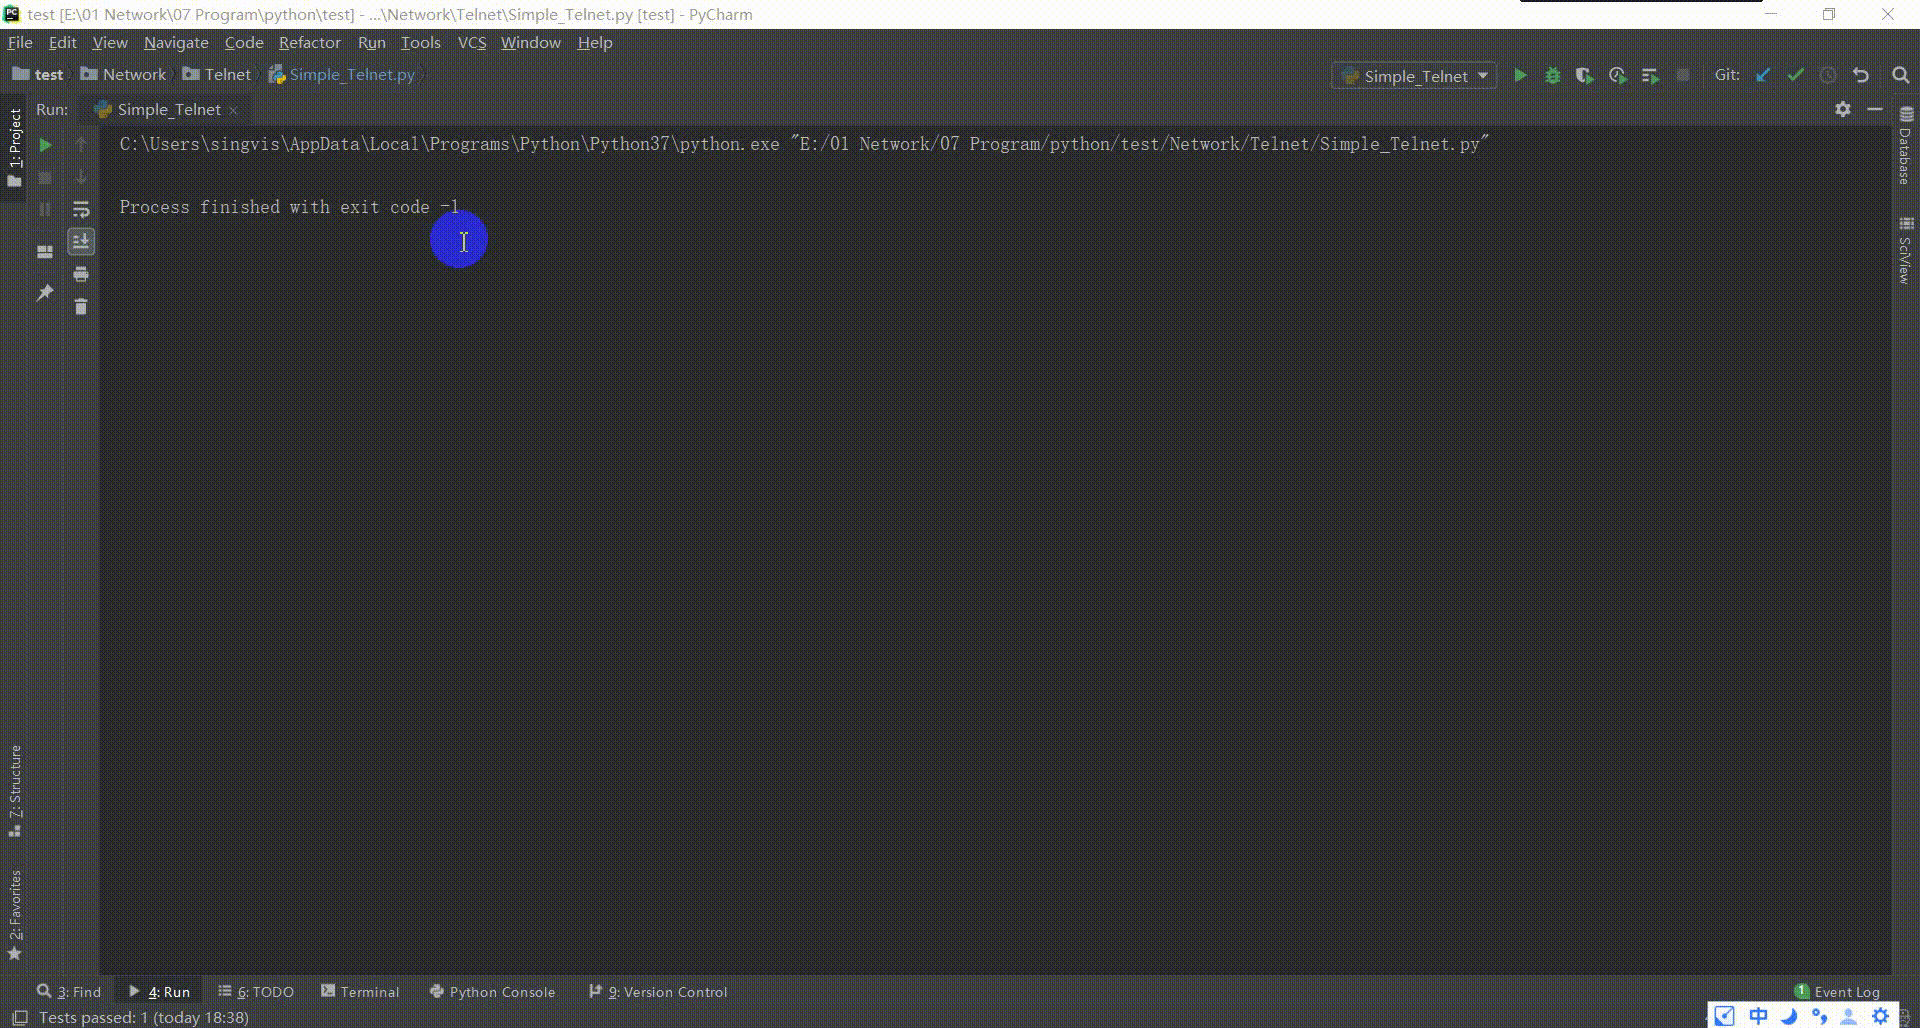 test [E:\01 Network\07 Program\python\test] - ...\Network\Telnet\Simple_Telnet.py [test] - PyCharm
File Edit View Navigate Code Refactor Run Tools VCS Window Help
test Network Telnet Simple_Telnet.py Simple_Telnet Git:
Run: Simple_Telnet
C:\Users\singvis\AppData\Local\Programs\Python\Python37\python.exe "E:/01 Network/07 Program/python/test/Network/Telnet/Simple_Telnet.py"
Process finished with exit code -1
1: Project
7: Structure
2: Favorites
Database
SciView
3: Find 4: Run 6: TODO Terminal Python Console 9: Version Control 1 Event Log
Tests passed: 1 (today 18:38)
中